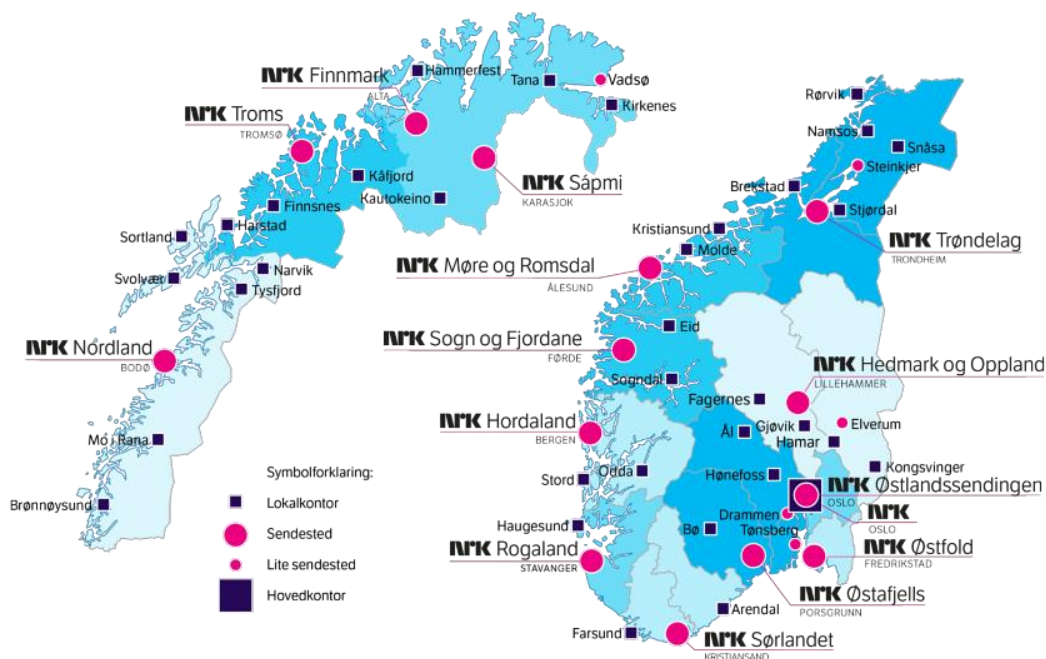 Hammerfest
NRK Finnmark
ALTA
Tana
Vadsø
Kirkenes
NRK Troms
TROMSØ
Kåfjord
NRK Sápmi
KARASJOK
Kautokeino
Finnsnes
Harstad
Sortland
Narvik
Svolvær
Tysfjord
NRK Nordland
BODØ
Mo i Rana
Brønnøysund
Symbolforklaring:
Lokalkontor
Sendested
Lite sendested
Hovedkontor
Rørvik
Namsos
Snåsa
Steinkjer
Brekstad
Stjørdal
Kristiansund
NRK Trøndelag
TRONDHEIM
Molde
NRK Møre og Romsdal
ÅLESUND
Eid
NRK Sogn og Fjordane
FØRDE
NRK Hedmark og Oppland
LILLEHAMMER
Sogndal
Fagernes
NRK Hordaland
BERGEN
Ål
Gjøvik
Elverum
Hamar
Odda
Stord
Hønefoss
Kongsvinger
NRK Østlandssendingen
OSLO
NRK
OSLO
Drammen
Haugesund
Bø
Tønsberg
NRK Rogaland
STAVANGER
NRK Østfold
FREDRIKSTAD
NRK Østafjells
PORSGRUNN
Arendal
Farsund
NRK Sørlandet
KRISTIANSAND